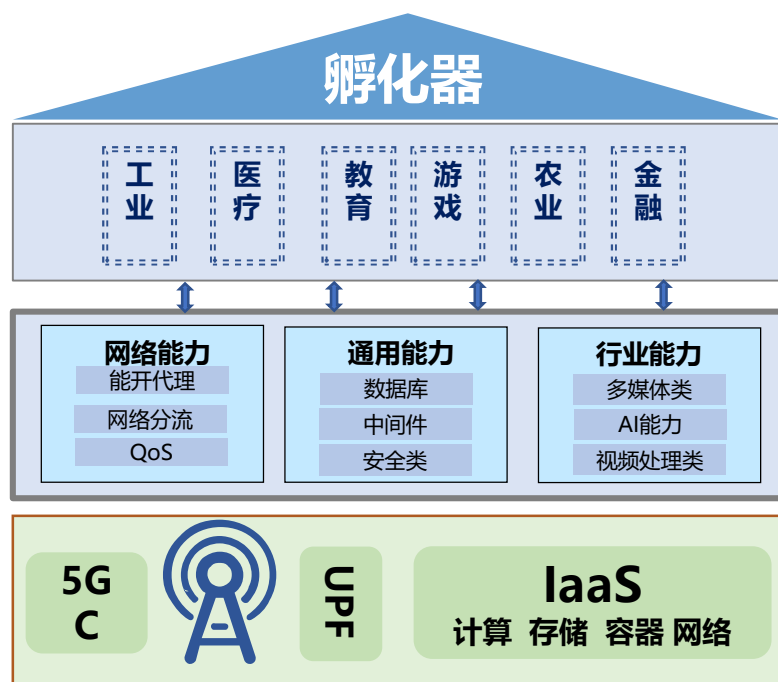 孵化器
工业
医疗
教育
游戏
农业
金融
网络能力
能开代理
网络分流
QoS
通用能力
数据库
中间件
安全类
行业能力
多媒体类
AI能力
视频处理类
5G
C
UPF
IaaS
计算 存储 容器 网络